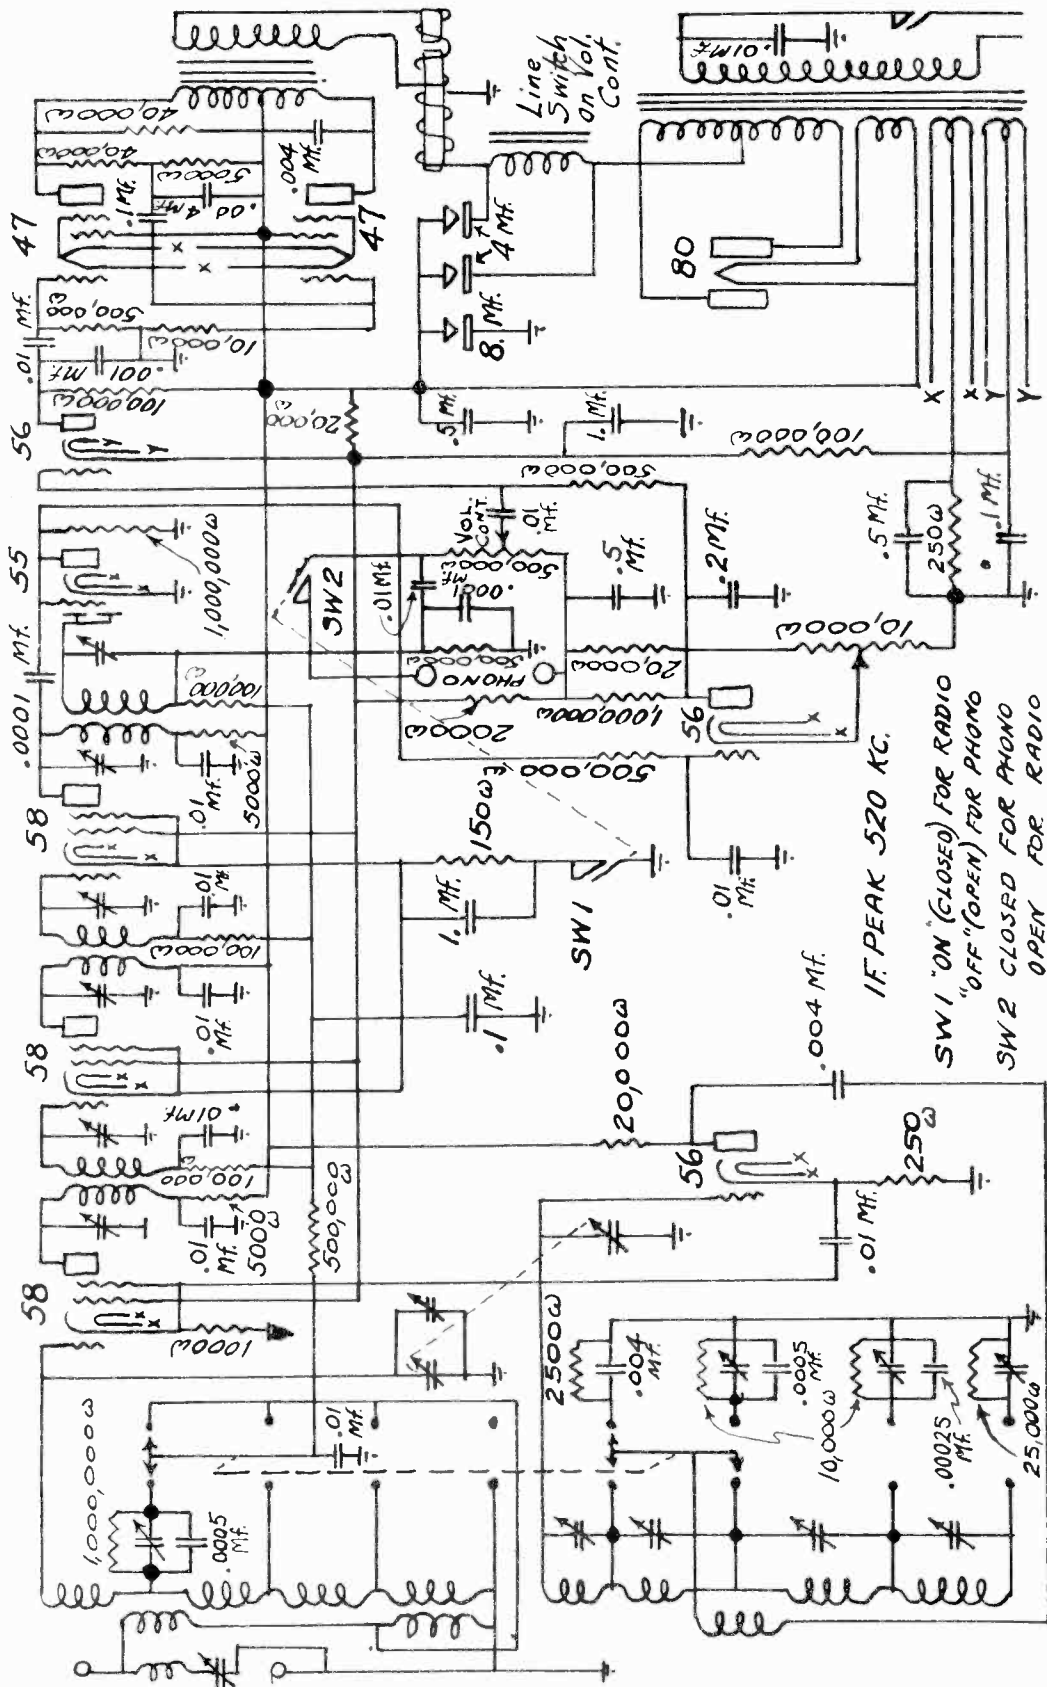 58
58
58
.0001 Mf.
55
56
.01 Mf.
47
47
1,000,000ω
.0005 Mf.
1000ω
.01 Mf.
5000ω
100,000ω
.01 Mf.
.01 Mf.
100,000ω
.01 Mf.
.01 Mf.
5000ω
100,000ω
1,000,000ω
100,000ω
.001 Mf
500,000ω
10,000ω
.1 Mf.
.004 Mf.
40,000ω
5000ω
40,000ω
.004 Mf.
500,000ω
.01 Mf.
20,000ω
SW2
VOL. CONT.
500,000ω
.01 Mf.
.01 Mf
.0001 Mf
500,000ω
PHONO
2000ω
.5 Mf.
1. Mf.
8. Mf.
4 Mf.
Line Switch on Vol. Cont.
.1 Mf.
1. Mf.
150ω
SW1
500,000ω
1,000,000ω
20,000ω
.5 Mf.
500,000ω
.2 Mf.
100,000ω
80
.01 Mf.
56
.01 Mf.
10,000ω
.5 Mf.
250ω
.1 Mf.
X
X
Y
Y
2500ω
.004 Mf.
.0005 Mf.
10,000ω
.00025 Mf.
25,000ω
20,000ω
56
.01 Mf.
250ω
.004 Mf.
I.F. PEAK 520 KC.
SW1 "ON" (CLOSED) FOR RADIO
"OFF" (OPEN) FOR PHONO
SW2 CLOSED FOR PHONO
OPEN FOR RADIO